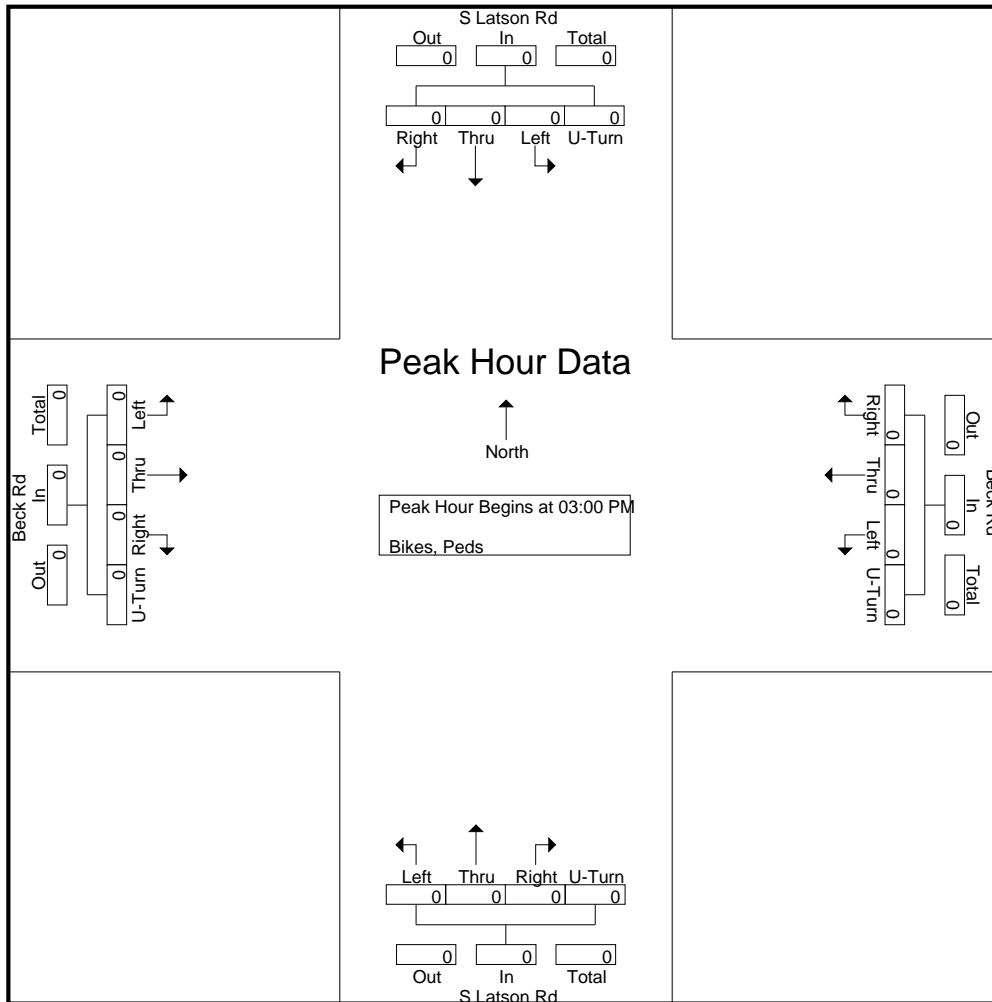 S Latson Rd
Out In Total
0 0 0
0 0 0 0
Right Thru Left U-Turn
Peak Hour Data
North
Peak Hour Begins at 03:00 PM
Bikes, Peds
Beck Rd
Total In Out
0 0 0
0 0 0 0
Left Thru Right U-Turn
Right Thru Left U-Turn
0 0 0 0
0 0 0
Out In Total
Beck Rd
Left Thru Right U-Turn
0 0 0 0
0 0 0
Out In Total
S Latson Rd